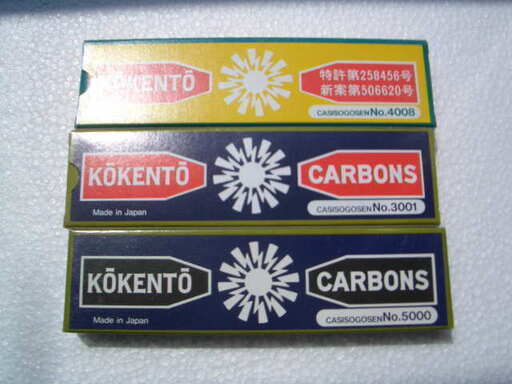 KŌKENTŌ
特許第258456号
新案第506620号
CASISOGOSEN No.4008
KŌKENTŌ
CARBONS
Made in Japan
CASISOGOSEN No.3001
KŌKENTŌ
CARBONS
Made in Japan
CASISOGOSEN No.5000